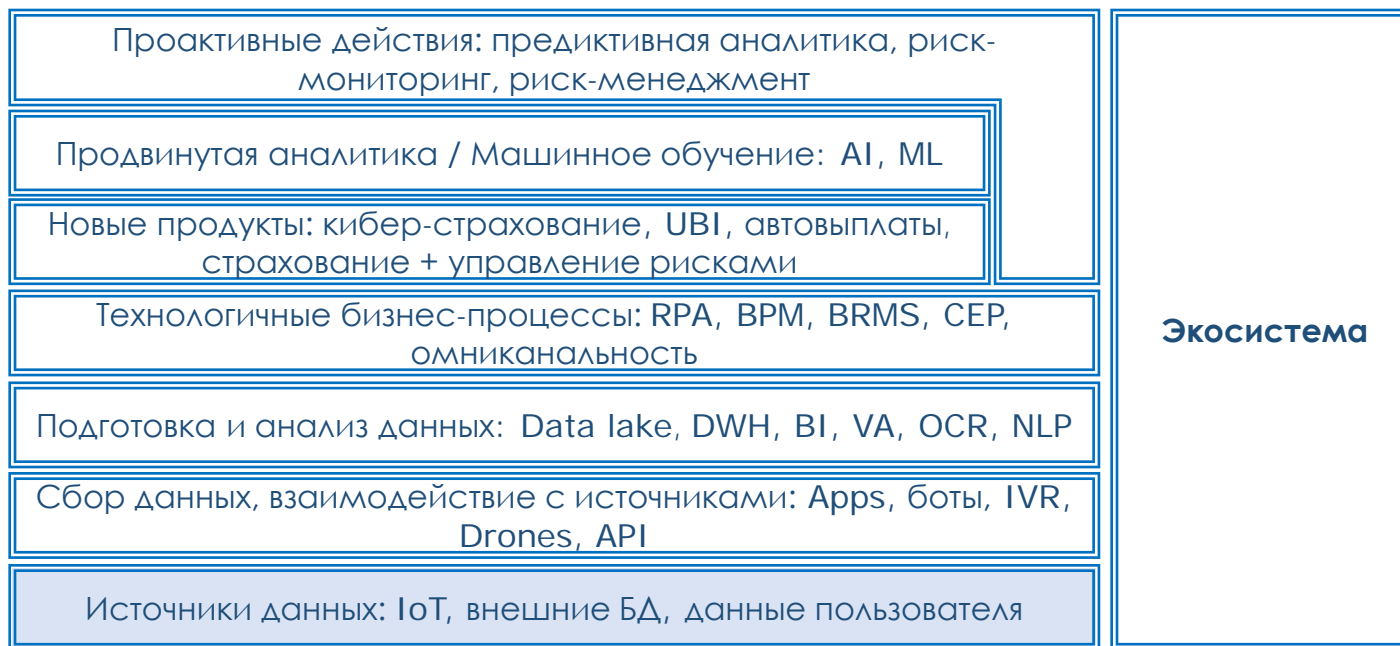 Проактивные действия: предиктивная аналитика, риск-
мониторинг, риск-менеджмент
Продвинутая аналитика / Машинное обучение: AI, ML
Новые продукты: кибер-страхование, UBI, автовыплаты,
страхование + управление рисками
Технологичные бизнес-процессы: RPA, BPM, BRMS, CEP,
омниканальность
Подготовка и анализ данных: Data lake, DWH, BI, VA, OCR, NLP
Сбор данных, взаимодействие с источниками: Apps, боты, IVR,
Drones, API
Источники данных: IoT, внешние БД, данные пользователя
Экосистема